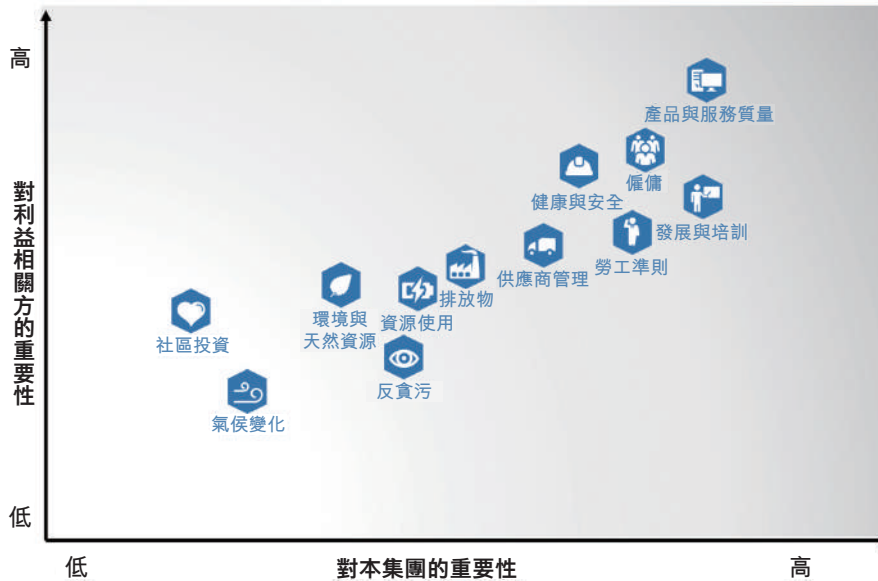 高
產品與服務質量
僱傭
健康與安全
發展與培訓
勞工準則
供應商管理
排放物
環境與
天然資源
資源使用
社區投資
反貪污
氣侯變化
對利益相關方的重要性
低
低
對本集團的重要性
高